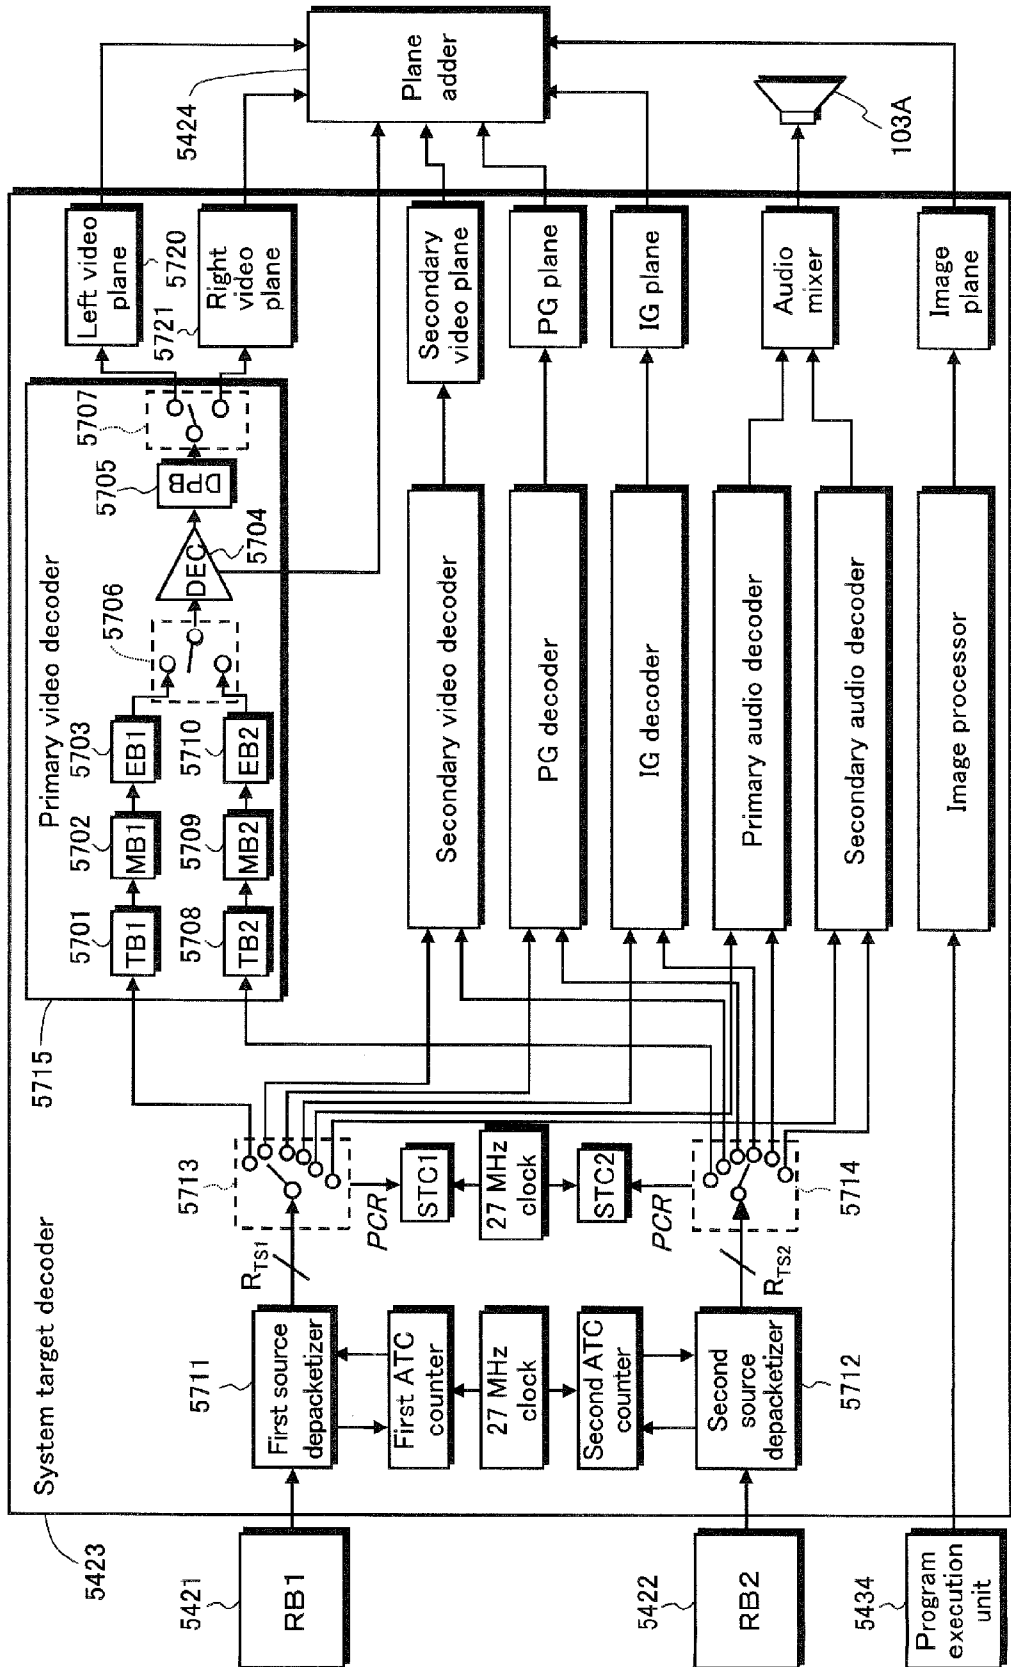 System target decoder
5423
5421
RB1
5422
RB2
5434
Program
execution
unit
5711
First source
depacketizer
First ATC
counter
27 MHz
clock
Second ATC
counter
Second
source
depacketizer
5712
RTS1
RTS2
5713
PCR
STC1
27 MHz
clock
STC2
PCR
5714
5715
Primary video decoder
5701
TB1
5702
MB1
5703
EB1
5708
TB2
5709
MB2
5710
EB2
5706
DEC
5704
5705
DPB
5707
Secondary video decoder
PG decoder
IG decoder
Primary audio decoder
Secondary audio decoder
Image processor
Left video
plane
5720
5721
Right
video
plane
Secondary
video plane
PG plane
IG plane
Audio
mixer
Image
plane
5424
Plane
adder
103A